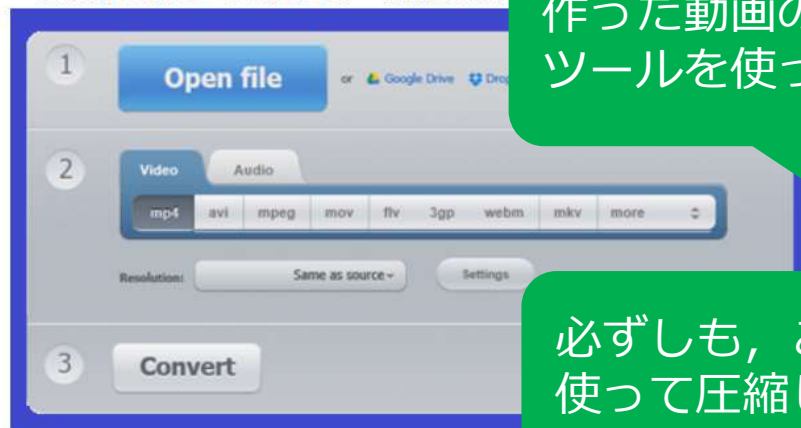 作った動画の
ツールを使っ
1
Open file
or Google Drive Drop
2
Video Audio
mp4 avi mpeg mov flv 3gp webm mkv more
Resolution: Same as source Settings
必ずしも，
使って圧縮し
3
Convert